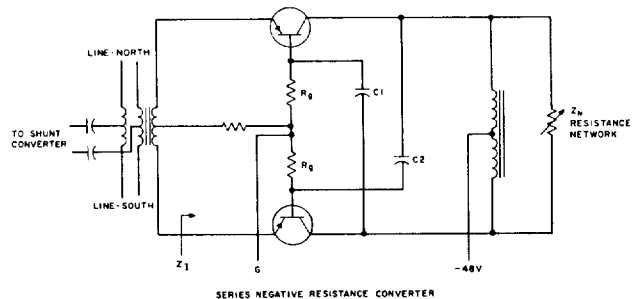 LINE-NORTH
TO SHUNT
CONVERTER
LINE-SOUTH
Z1
G
Rg
Rg
C1
C2
-48V
ZN
RESISTANCE
NETWORK
SERIES NEGATIVE RESISTANCE CONVERTER